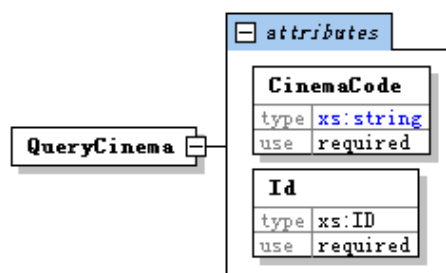 attributes
CinemaCode
type xs:string
use required
QueryCinema
Id
type xs:ID
use required